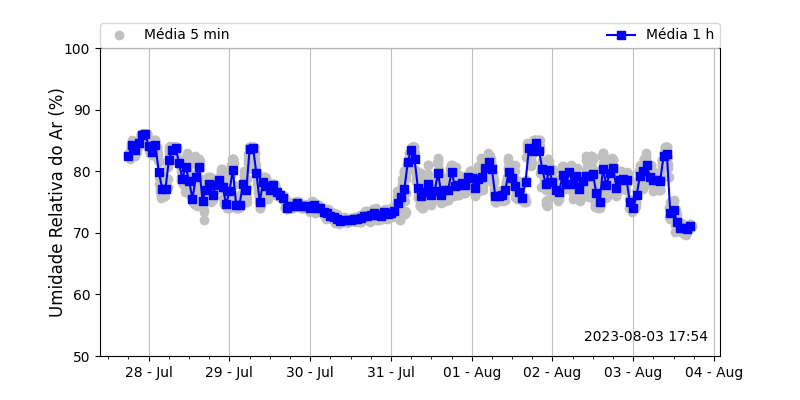 Média 5 min Média 1 h
Umidade Relativa do Ar (%)
100
90
80
70
60
50
2023-08-03 17:54
28 - Jul 29 - Jul 30 - Jul 31 - Jul 01 - Aug 02 - Aug 03 - Aug 04 - Aug